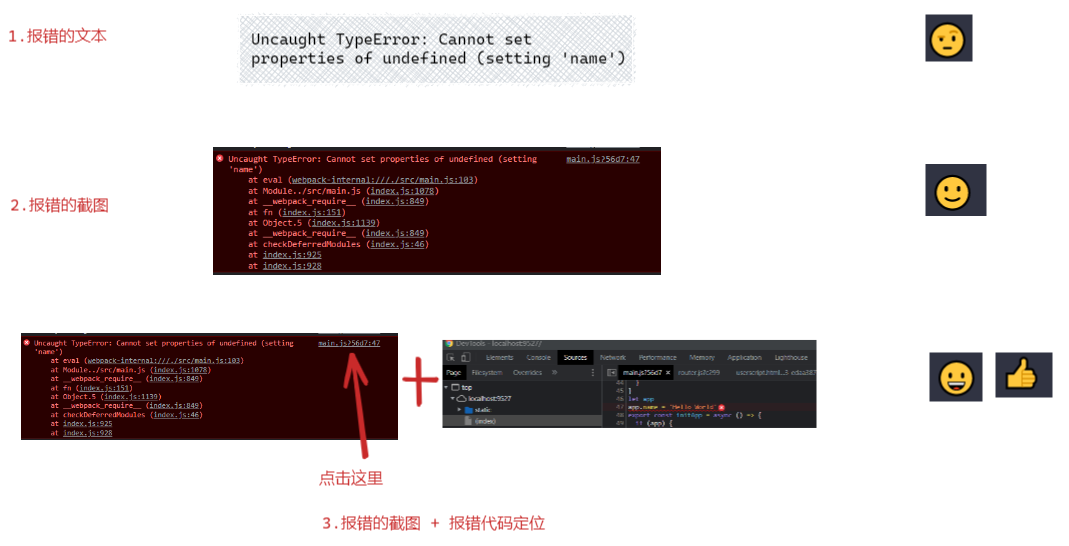 1.报错的文本
Uncaught TypeError: Cannot set
properties of undefined (setting 'name')
2.报错的截图
Uncaught TypeError: Cannot set properties of undefined (setting main.js?56d7:47
'name')
at eval (webpack-internal:///./src/main.js:103)
at Module../src/main.js (index.js:1078)
at __webpack_require__ (index.js:849)
at fn (index.js:151)
at Object.5 (index.js:1139)
at __webpack_require__ (index.js:849)
at checkDeferredModules (index.js:46)
at index.js:925
at index.js:928
Uncaught TypeError: Cannot set properties of undefined (setting main.js?56d7:47
'name')
at eval (webpack-internal:///./src/main.js:103)
at Module../src/main.js (index.js:1078)
at __webpack_require__ (index.js:849)
at fn (index.js:151)
at Object.5 (index.js:1139)
at __webpack_require__ (index.js:849)
at checkDeferredModules (index.js:46)
at index.js:925
at index.js:928
DevTools - localhost:9527/
Elements Console Sources Network Performance Memory Application Lighthouse
Page Filesystem Overrides » main.js?56d7 × router.js?c299
top
localhost:9527
static
(index)
44 }
45 ]
46 let app
47 app.name = "Hello World"
48 export const initApp = async () => {
49 if (app) {
点击这里
3.报错的截图 + 报错代码定位